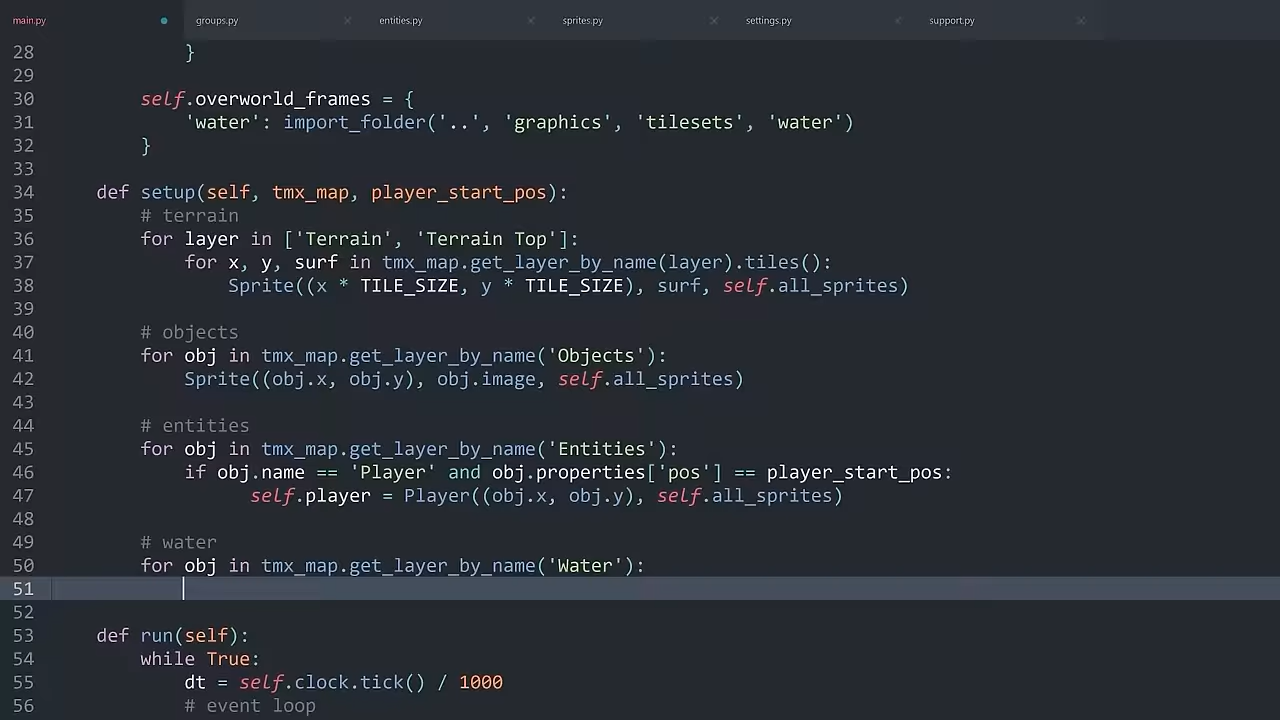 main.py groups.py entities.py sprites.py settings.py support.py
28             }
29
30         self.overworld_frames = {
31             'water': import_folder('..', 'graphics', 'tilesets', 'water')
32         }
33
34     def setup(self, tmx_map, player_start_pos):
35         # terrain
36         for layer in ['Terrain', 'Terrain Top']:
37             for x, y, surf in tmx_map.get_layer_by_name(layer).tiles():
38                 Sprite((x * TILE_SIZE, y * TILE_SIZE), surf, self.all_sprites)
39
40         # objects
41         for obj in tmx_map.get_layer_by_name('Objects'):
42             Sprite((obj.x, obj.y), obj.image, self.all_sprites)
43
44         # entities
45         for obj in tmx_map.get_layer_by_name('Entities'):
46             if obj.name == 'Player' and obj.properties['pos'] == player_start_pos:
47                   self.player = Player((obj.x, obj.y), self.all_sprites)
48
49         # water
50         for obj in tmx_map.get_layer_by_name('Water'):
51
52
53     def run(self):
54         while True:
55             dt = self.clock.tick() / 1000
56             # event loop